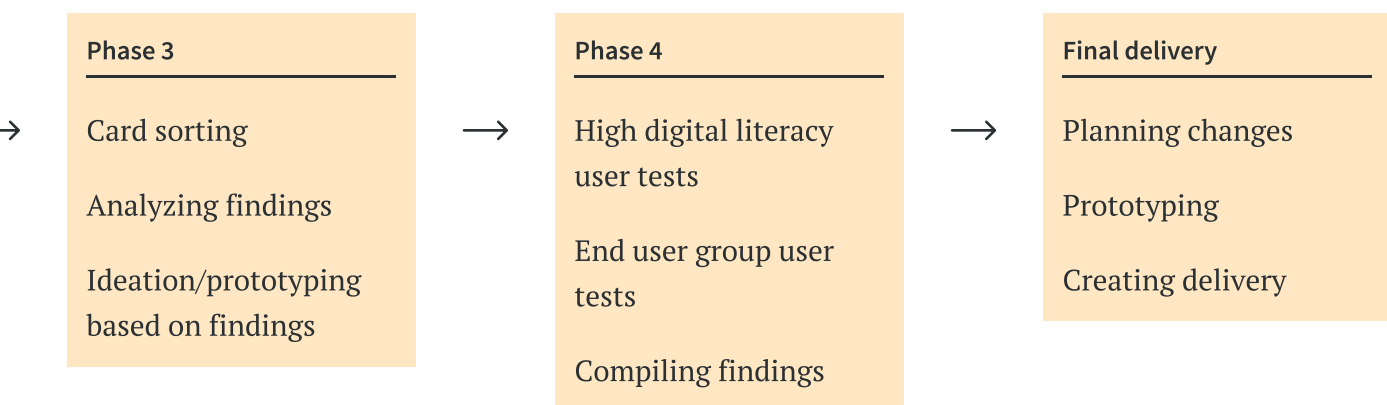 Phase 3
Card sorting
Analyzing findings
Ideation/prototyping
based on findings
Phase 4
High digital literacy
user tests
End user group user
tests
Compiling findings
Final delivery
Planning changes
Prototyping
Creating delivery